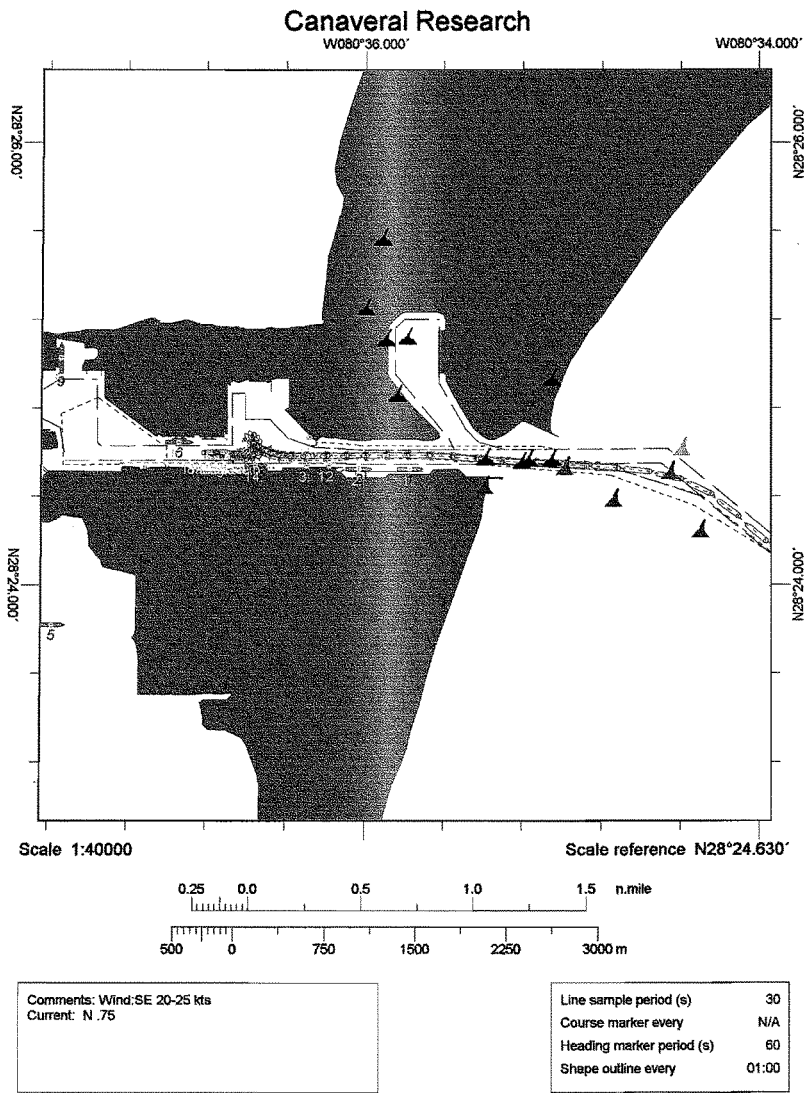 Canaveral Research
W080°36.000´ W080°34.000´
N28°26.000´ N28°26.000´
9
6
14 3 12
5
N28°24.000´ N28°24.000´
Scale 1:40000 Scale reference N28°24.630´
0.25 0.0 0.5 1.0 1.5 n.mile
500 0 750 1500 2250 3000 m
Comments: Wind:SE 20-25 kts
Current: N .75
Line sample period (s) 30
Course marker every N/A
Heading marker period (s) 60
Shape outline every 01:00